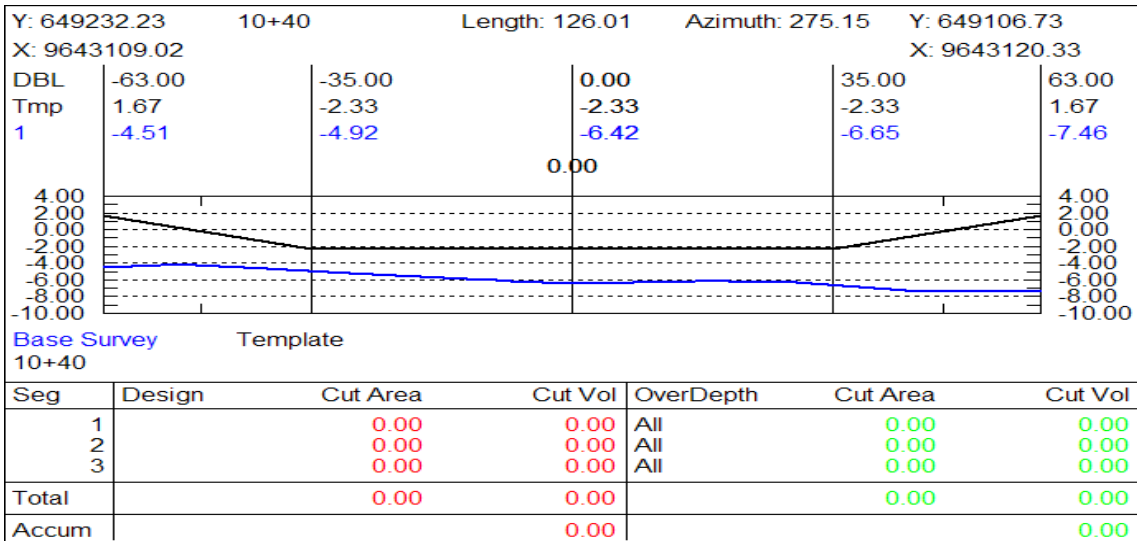 Y: 649232.23 10+40 Length: 126.01 Azimuth: 275.15 Y: 649106.73
X: 9643109.02 X: 9643120.33
DBL -63.00 -35.00 0.00 35.00 63.00
Tmp 1.67 -2.33 -2.33 -2.33 1.67
1 -4.51 -4.92 -6.42 -6.65 -7.46
0.00
4.00 4.00
2.00 2.00
0.00 0.00
-2.00 -2.00
-4.00 -4.00
-6.00 -6.00
-8.00 -8.00
-10.00 -10.00
Base Survey Template
10+40
Seg Design Cut Area Cut Vol OverDepth Cut Area Cut Vol
1 0.00 0.00 All 0.00 0.00
2 0.00 0.00 All 0.00 0.00
3 0.00 0.00 All 0.00 0.00
Total 0.00 0.00 0.00 0.00
Accum 0.00 0.00